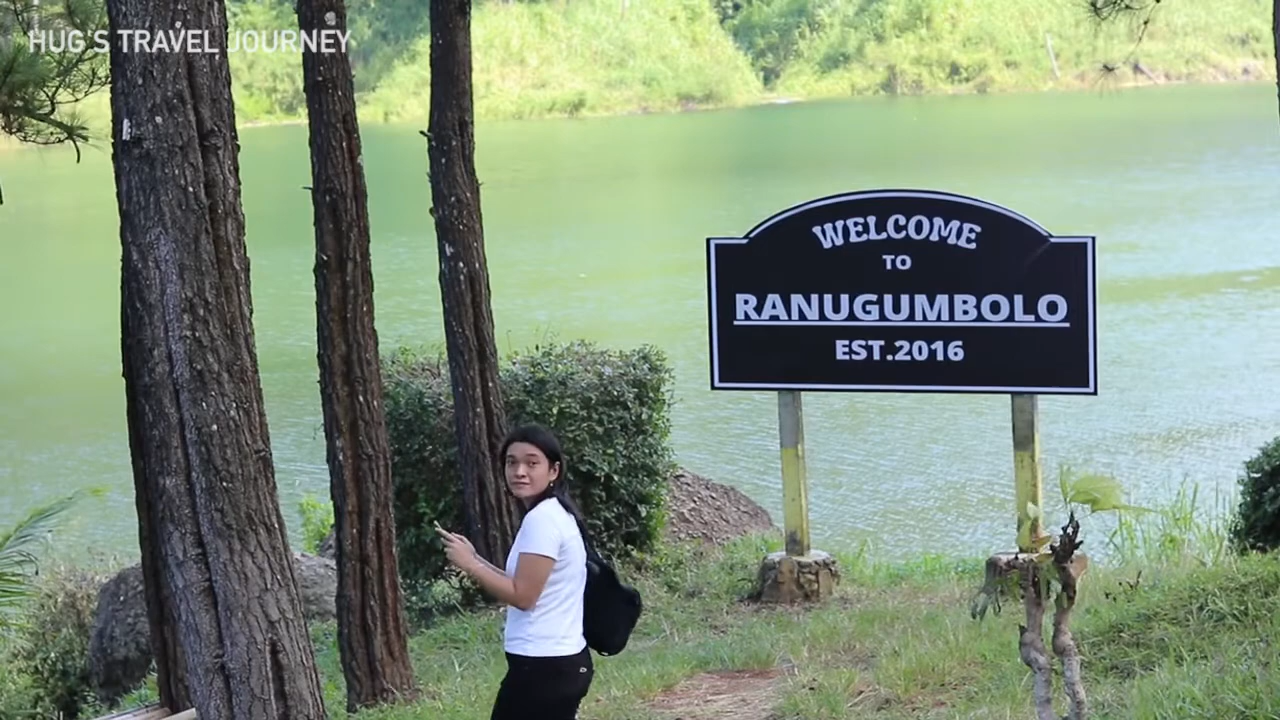 HUG'S TRAVEL JOURNEY
WELCOME
TO
RANUGUMBOLO
EST.2016